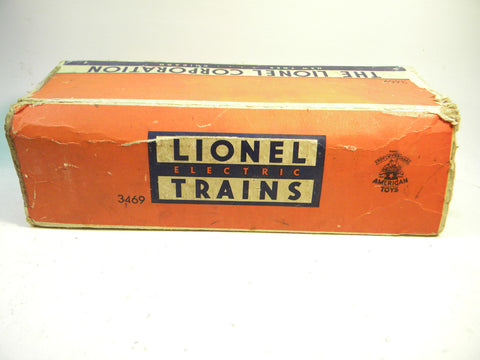 THE LIONEL CORPORATION
LIONEL
ELECTRIC
TRAINS
3469
AMERICAN
TOYS